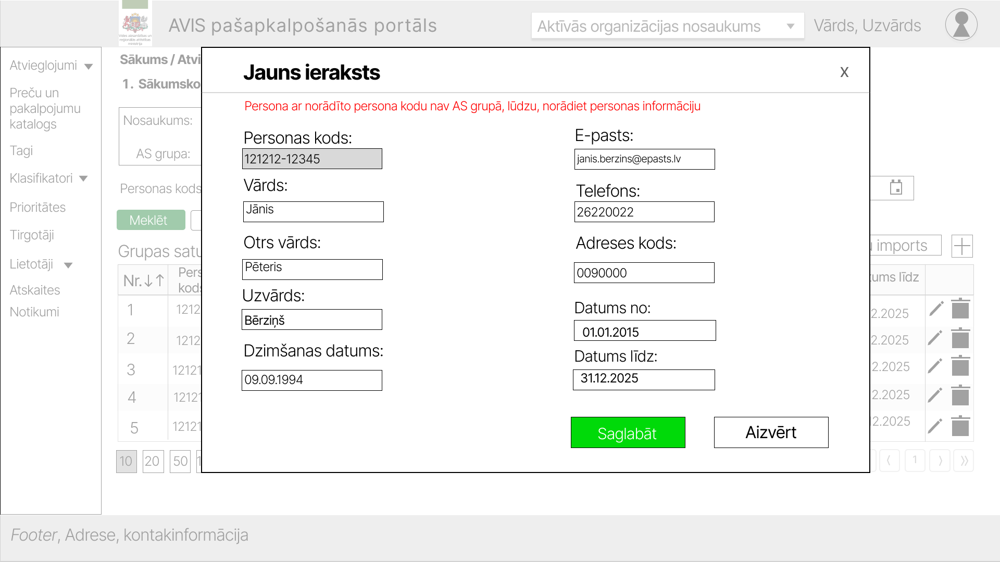 Vides aizsardzības un
reģionālās attīstības
ministrija
AVIS pašapkalpošanās portāls
Aktīvās organizācijas nosaukums
Vārds, Uzvārds
Atvieglojumi
Preču un
pakalpojumu
katalogs
Tagi
Klasifikatori
Prioritātes
Tirgotāji
Lietotāji
Atskaites
Notikumi
Sākums / Atvi
1. Sākumsko
Nosaukums:
AS grupa:
Personas kods
Meklēt
Grupas satu
imports
Nr.↓↑
Pers
kods
ums līdz
1
1212
2.2025
2
1212
2.2025
3
12121
2.2025
4
12121
2.2025
5
12121
2.2025
10
20
50
1
⟨
1
⟩
⟩⟩
Jauns ieraksts
X
Persona ar norādīto persona kodu nav AS grupā, lūdzu, norādiet personas informāciju
Personas kods:
121212-12345
Vārds:
Jānis
Otrs vārds:
Pēteris
Uzvārds:
Bērziņš
Dzimšanas datums:
09.09.1994
E-pasts:
janis.berzins@epasts.lv
Telefons:
26220022
Adreses kods:
0090000
Datums no:
01.01.2015
Datums līdz:
31.12.2025
Saglabāt
Aizvērt
Footer, Adrese, kontakinformācija